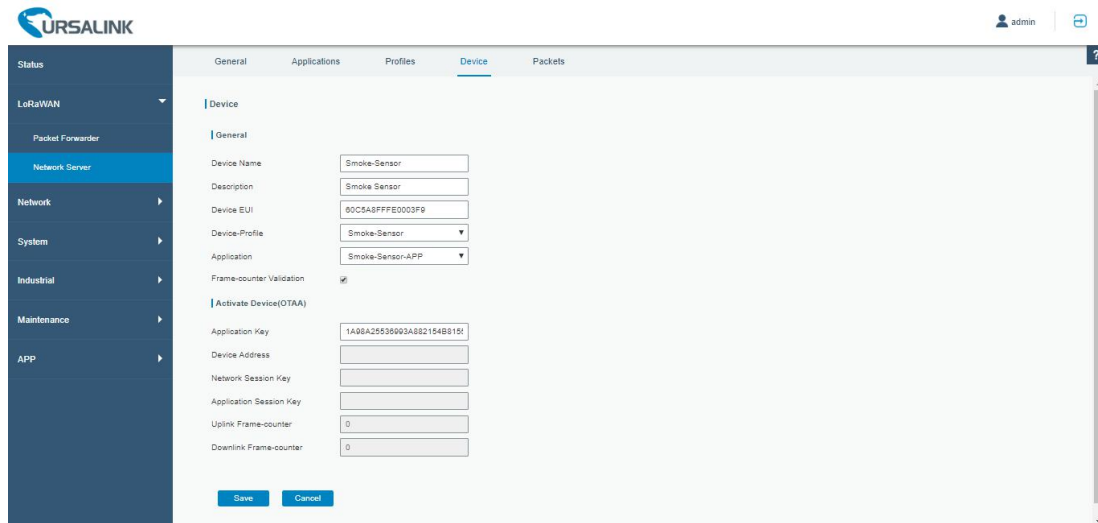 URSALINK
admin
?
Status
General Applications Profiles Device Packets
LoRaWAN
Device
Packet Forwarder
General
Network Server
Device Name Smoke-Sensor
Description Smoke Sensor
Network
Device EUI 60C5A8FFFE0003F9
Device-Profile Smoke-Sensor
System
Application Smoke-Sensor-APP
Industrial
Frame-counter Validation
Activate Device(OTAA)
Maintenance
Application Key
Device Address
APP
Network Session Key
Application Session Key
Uplink Frame-counter 0
Downlink Frame-counter 0
Save Cancel